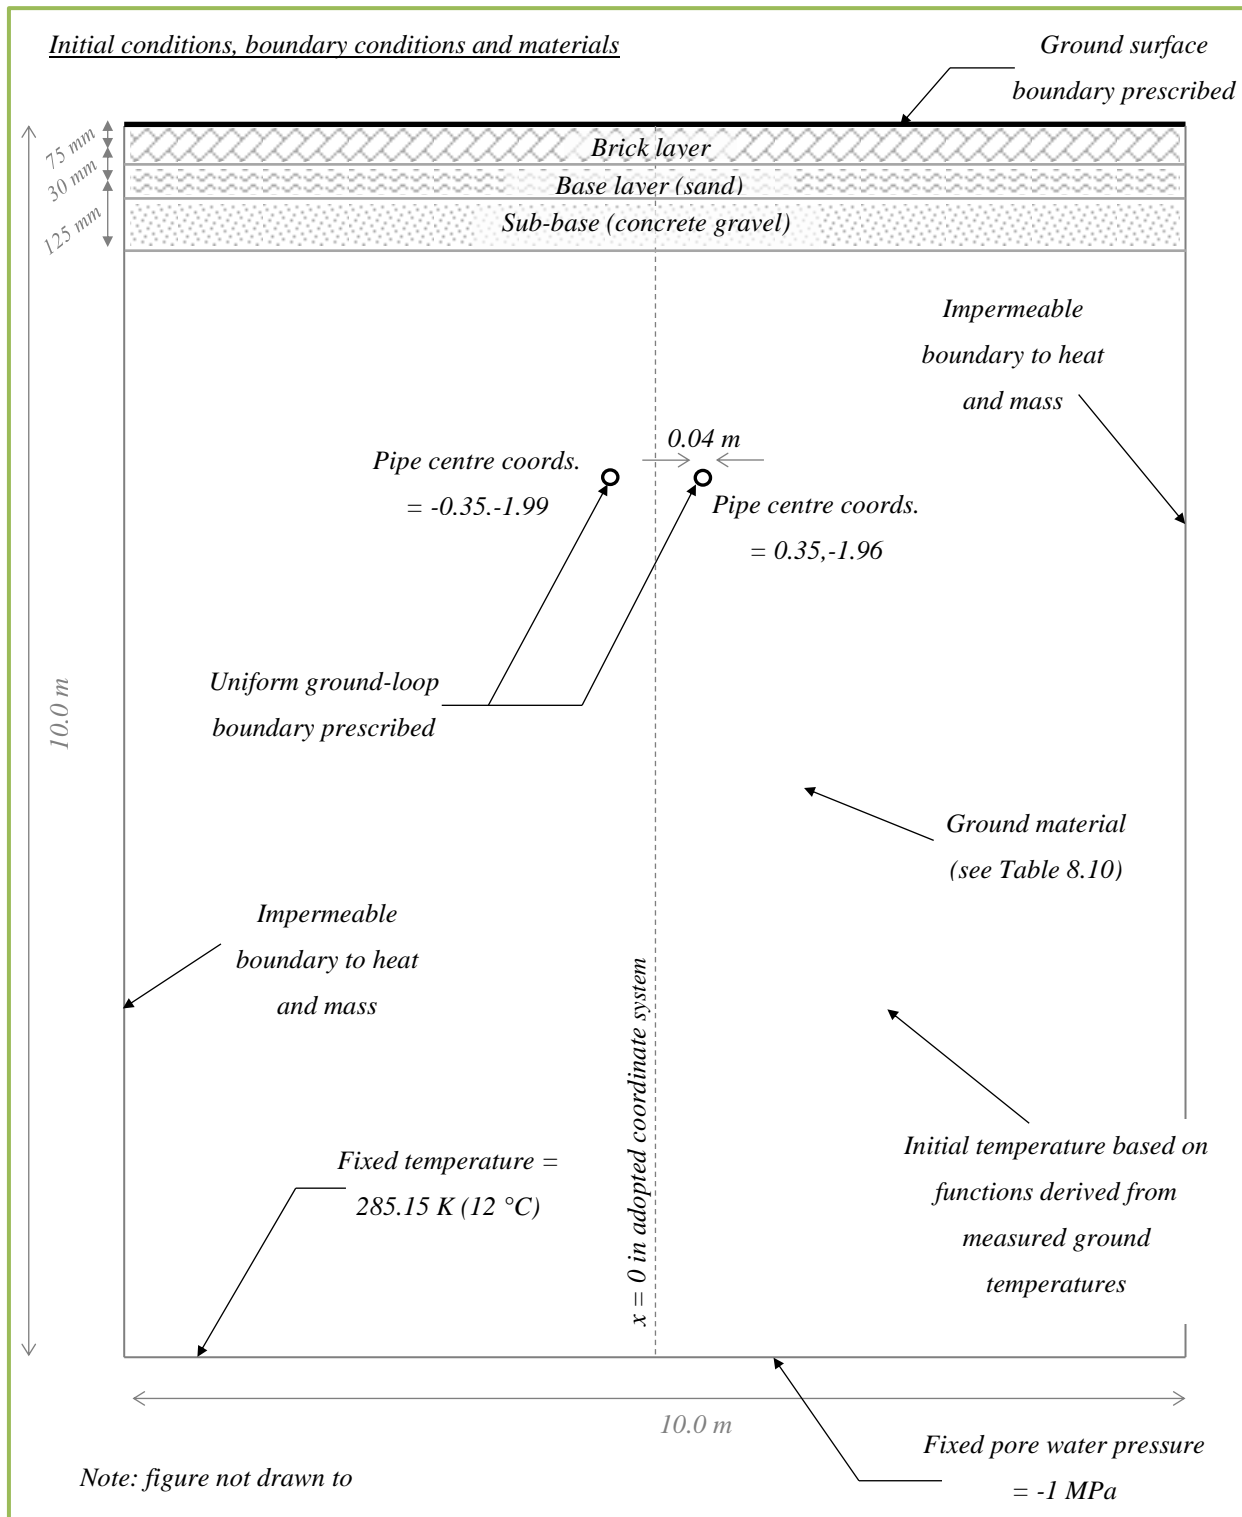 Initial conditions, boundary conditions and materials
Ground surface
boundary prescribed
75 mm
30 mm
125 mm
Brick layer
Base layer (sand)
Sub-base (concrete gravel)
Impermeable
boundary to heat
and mass
0.04 m
Pipe centre coords.
= -0.35.-1.99
Pipe centre coords.
= 0.35,-1.96
Uniform ground-loop
boundary prescribed
10.0 m
Ground material
(see Table 8.10)
Impermeable
boundary to heat
and mass
x = 0 in adopted coordinate system
Fixed temperature =
285.15 K (12 °C)
Initial temperature based on
functions derived from
measured ground
temperatures
10.0 m
Fixed pore water pressure
= -1 MPa
Note: figure not drawn to